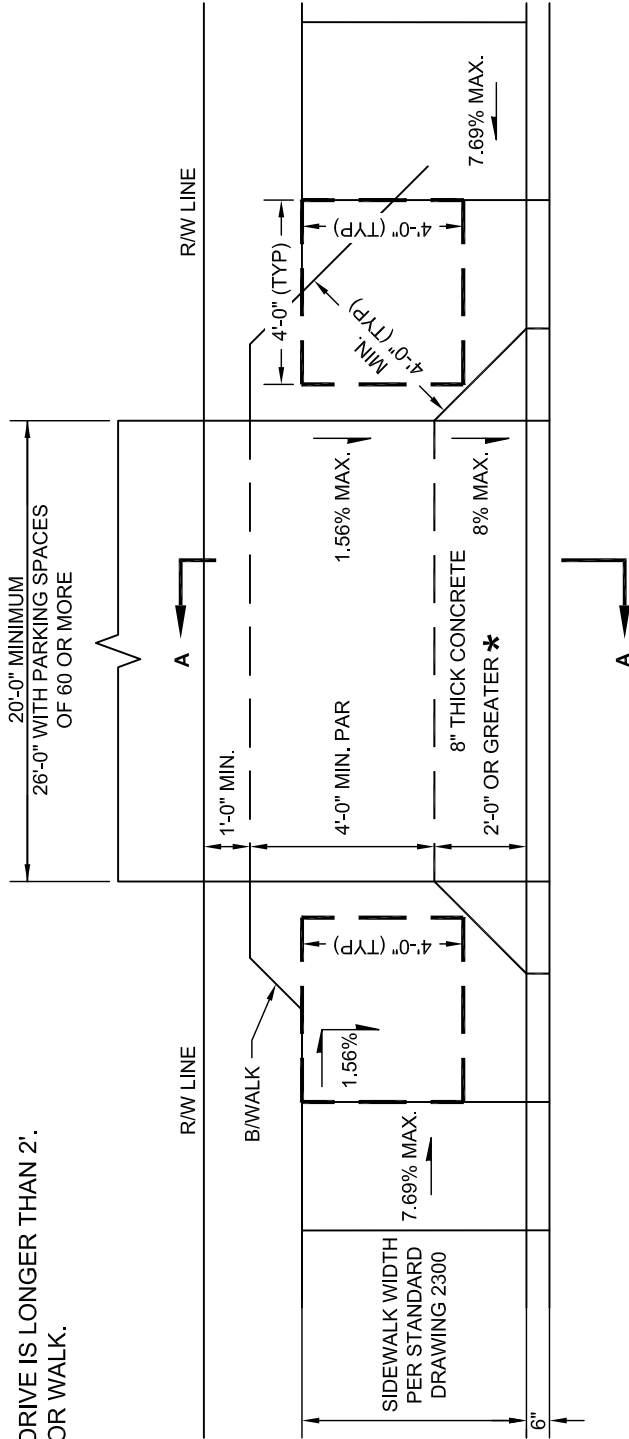 DRIVE IS LONGER THAN 2'.
OR WALK.
20'-0" MINIMUM
26'-0" WITH PARKING SPACES
OF 60 OR MORE
R/W LINE
R/W LINE
A
1'-0" MIN.
B/WALK
4'-0" (TYP)
4'-0" (TYP)
4'-0" (TYP)
MIN.
4'-0" (TYP)
1.56% MAX.
4'-0" MIN. PAR
1.56%
7.69% MAX.
7.69% MAX.
8% MAX.
8" THICK CONCRETE
2'-0" OR GREATER *
SIDEWALK WIDTH
PER STANDARD
DRAWING 2300
6"
A